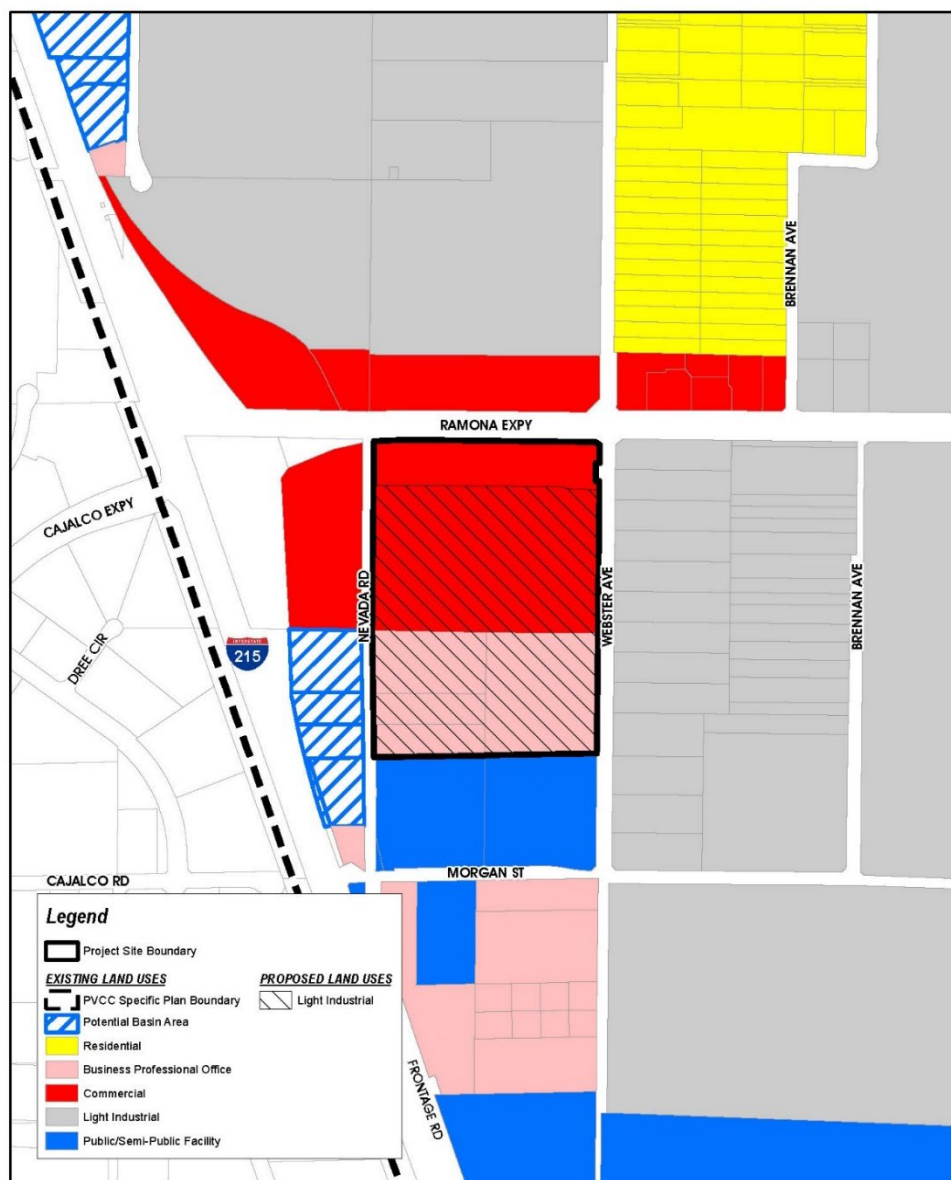 BRENNAN AVE
RAMONA EXPY
CAJALCO EXPY
NEVADA RD
WEBSTER AVE
BRENNAN AVE
DREE CIR
INTERSTATE
215
MORGAN ST
CAJALCO RD
FRONTAGE RD
Legend
Project Site Boundary
EXISTING LAND USES
PVCC Specific Plan Boundary
Potential Basin Area
Residential
Business Professional Office
Commercial
Light Industrial
Public/Semi-Public Facility
PROPOSED LAND USES
Light Industrial